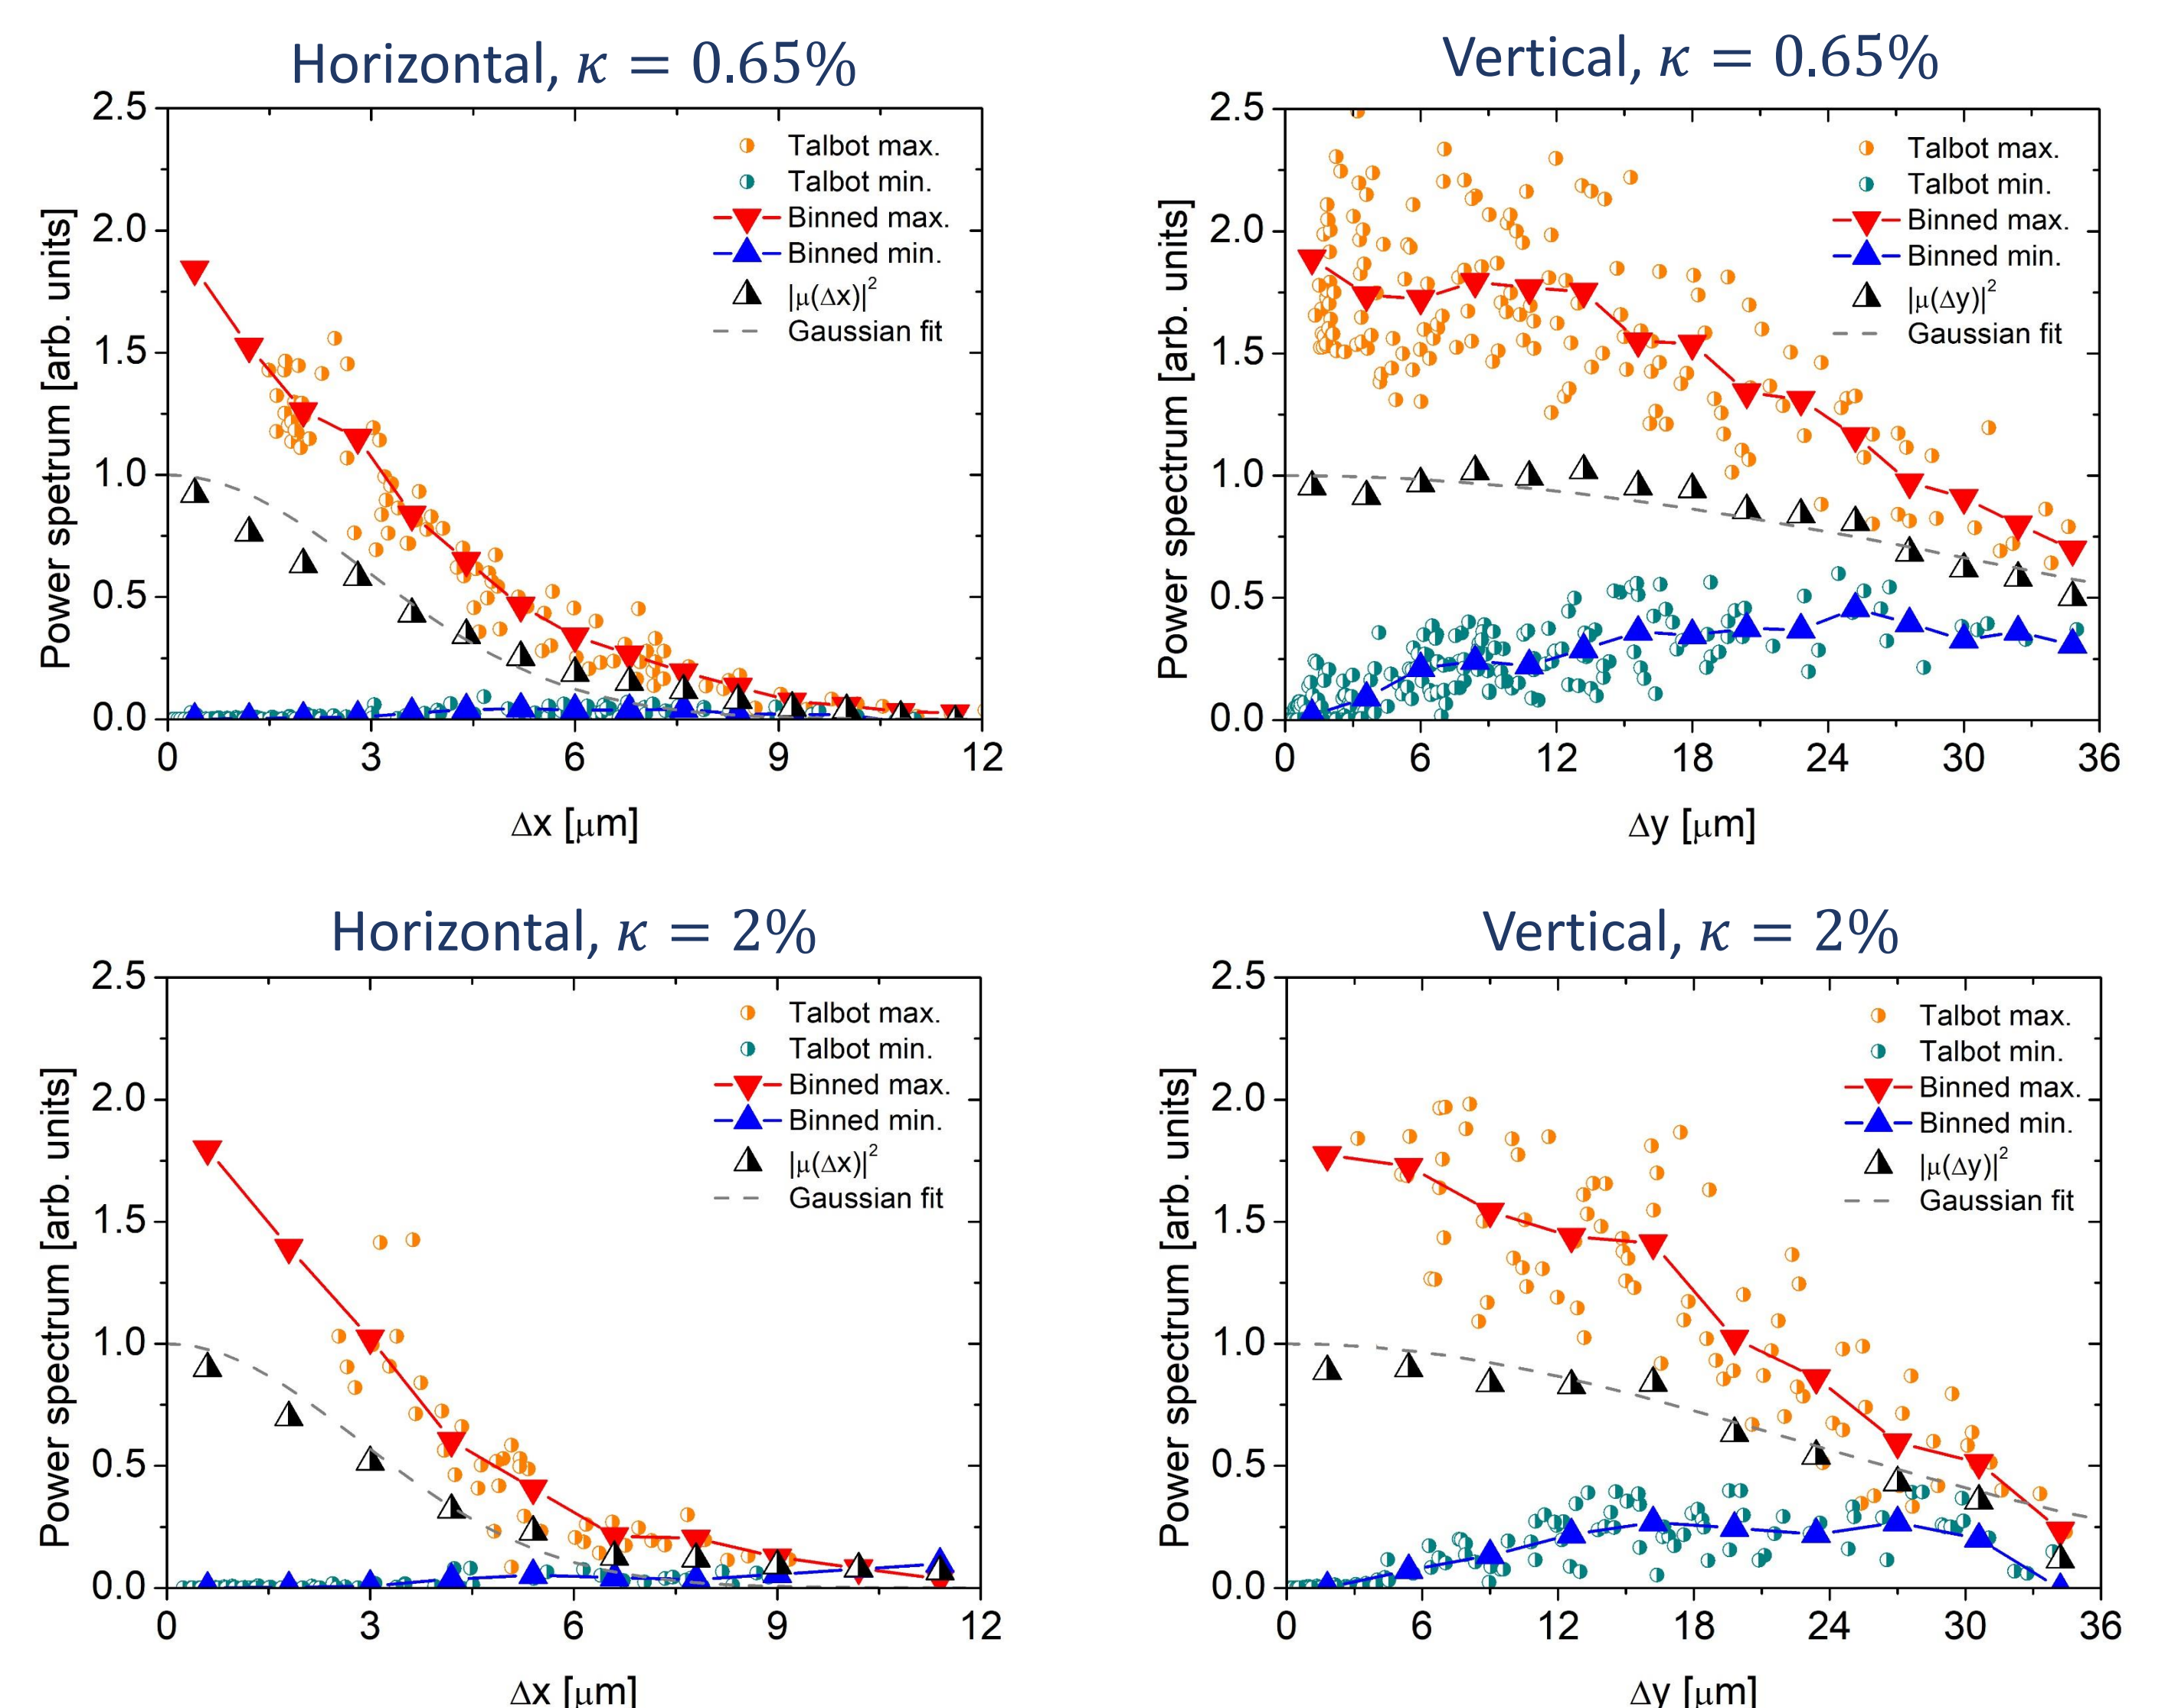 Horizontal, κ = 0.65%
2.5
2.0
1.5
1.0
0.5
0.0
Power spetrum [arb. units]
Talbot max.
Talbot min.
Binned max.
Binned min.
|μ(Δx)|²
Gaussian fit
0 3 6 9 12
Δx [μm]
Vertical, κ = 0.65%
2.5
2.0
1.5
1.0
0.5
0.0
Power spectrum [arb. units]
Talbot max.
Talbot min.
Binned max.
Binned min.
|μ(Δy)|²
Gaussian fit
0 6 12 18 24 30 36
Δy [μm]
Horizontal, κ = 2%
2.5
2.0
1.5
1.0
0.5
0.0
Power spectrum [arb. units]
Talbot max.
Talbot min.
Binned max.
Binned min.
|μ(Δx)|²
Gaussian fit
0 3 6 9 12
Δx [μm]
Vertical, κ = 2%
2.5
2.0
1.5
1.0
0.5
0.0
Power spectrum [arb. units]
Talbot max.
Talbot min.
Binned max.
Binned min.
|μ(Δy)|²
Gaussian fit
0 6 12 18 24 30 36
Δy [μm]